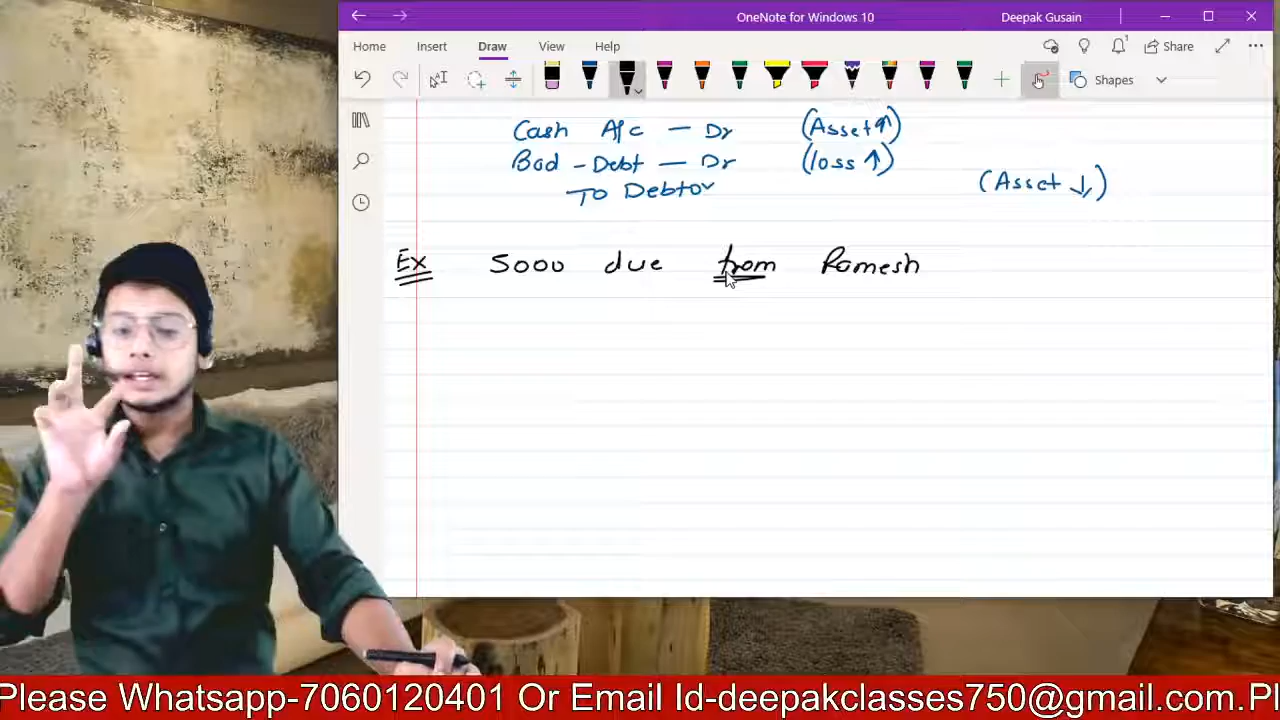 OneNote for Windows 10
Deepak Gusain
Home Insert Draw View Help
Share
Shapes
Cash A/c — Dr (Asset ↑)
Bad - Debt — Dr (loss ↑)
To Debtor (Asset ↓)
Ex 5000 due from Ramesh
Please Whatsapp-7060120401 Or Email Id-deepakclasses750@gmail.com.Pl